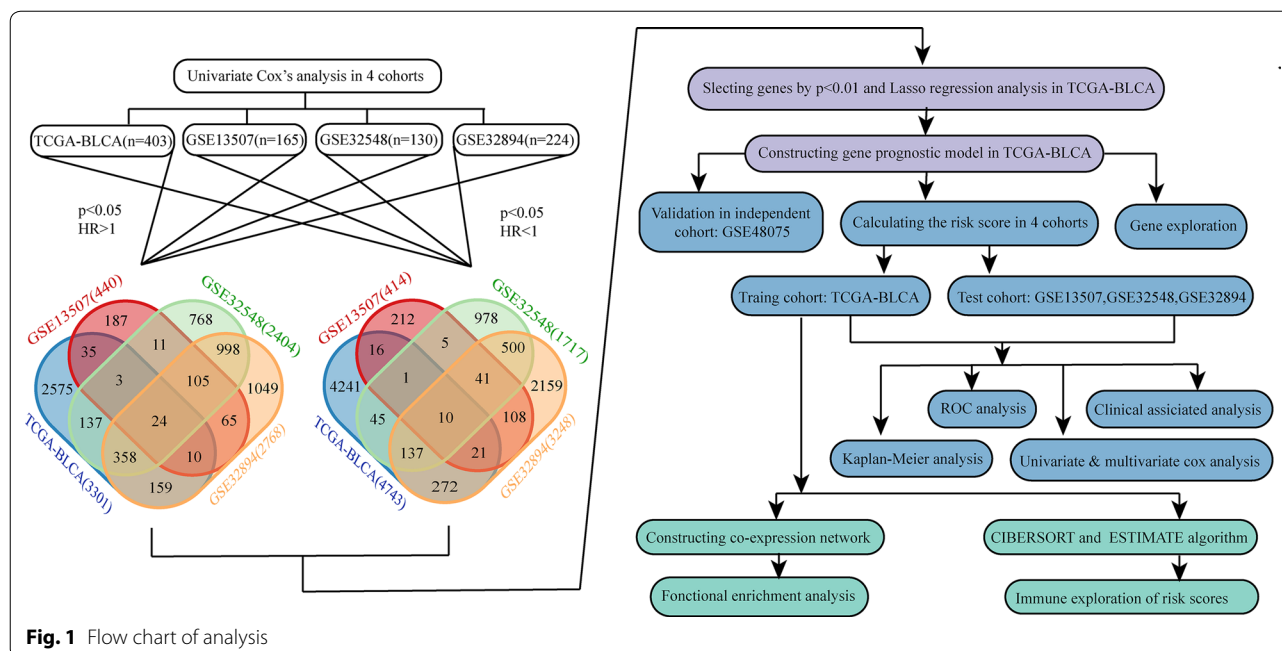 Univariate Cox's analysis in 4 cohorts
TCGA-BLCA(n=403)
GSE13507(n=165)
GSE32548(n=130)
GSE32894(n=224)
p<0.05
HR>1
p<0.05
HR<1
GSE13507(440)
GSE32548(2404)
187
768
35
11
998
2575
3
105
1049
137
24
65
358
10
159
TCGA-BLCA(3301)
GSE32894(2768)
GSE13507(414)
GSE32548(1717)
212
978
16
5
500
4241
1
41
2159
45
10
108
137
21
272
TCGA-BLCA(4743)
GSE32894(3248)
Slecting genes by p<0.01 and Lasso regression analysis in TCGA-BLCA
Constructing gene prognostic model in TCGA-BLCA
Validation in independent
cohort: GSE48075
Calculating the risk score in 4 cohorts
Gene exploration
Traing cohort: TCGA-BLCA
Test cohort: GSE13507,GSE32548,GSE32894
ROC analysis
Clinical assiciated analysis
Kaplan-Meier analysis
Univariate & multivariate cox analysis
Constructing co-expression network
CIBERSORT and ESTIMATE algorithm
Fonctional enrichment analysis
Immune exploration of risk scores
Fig. 1 Flow chart of analysis